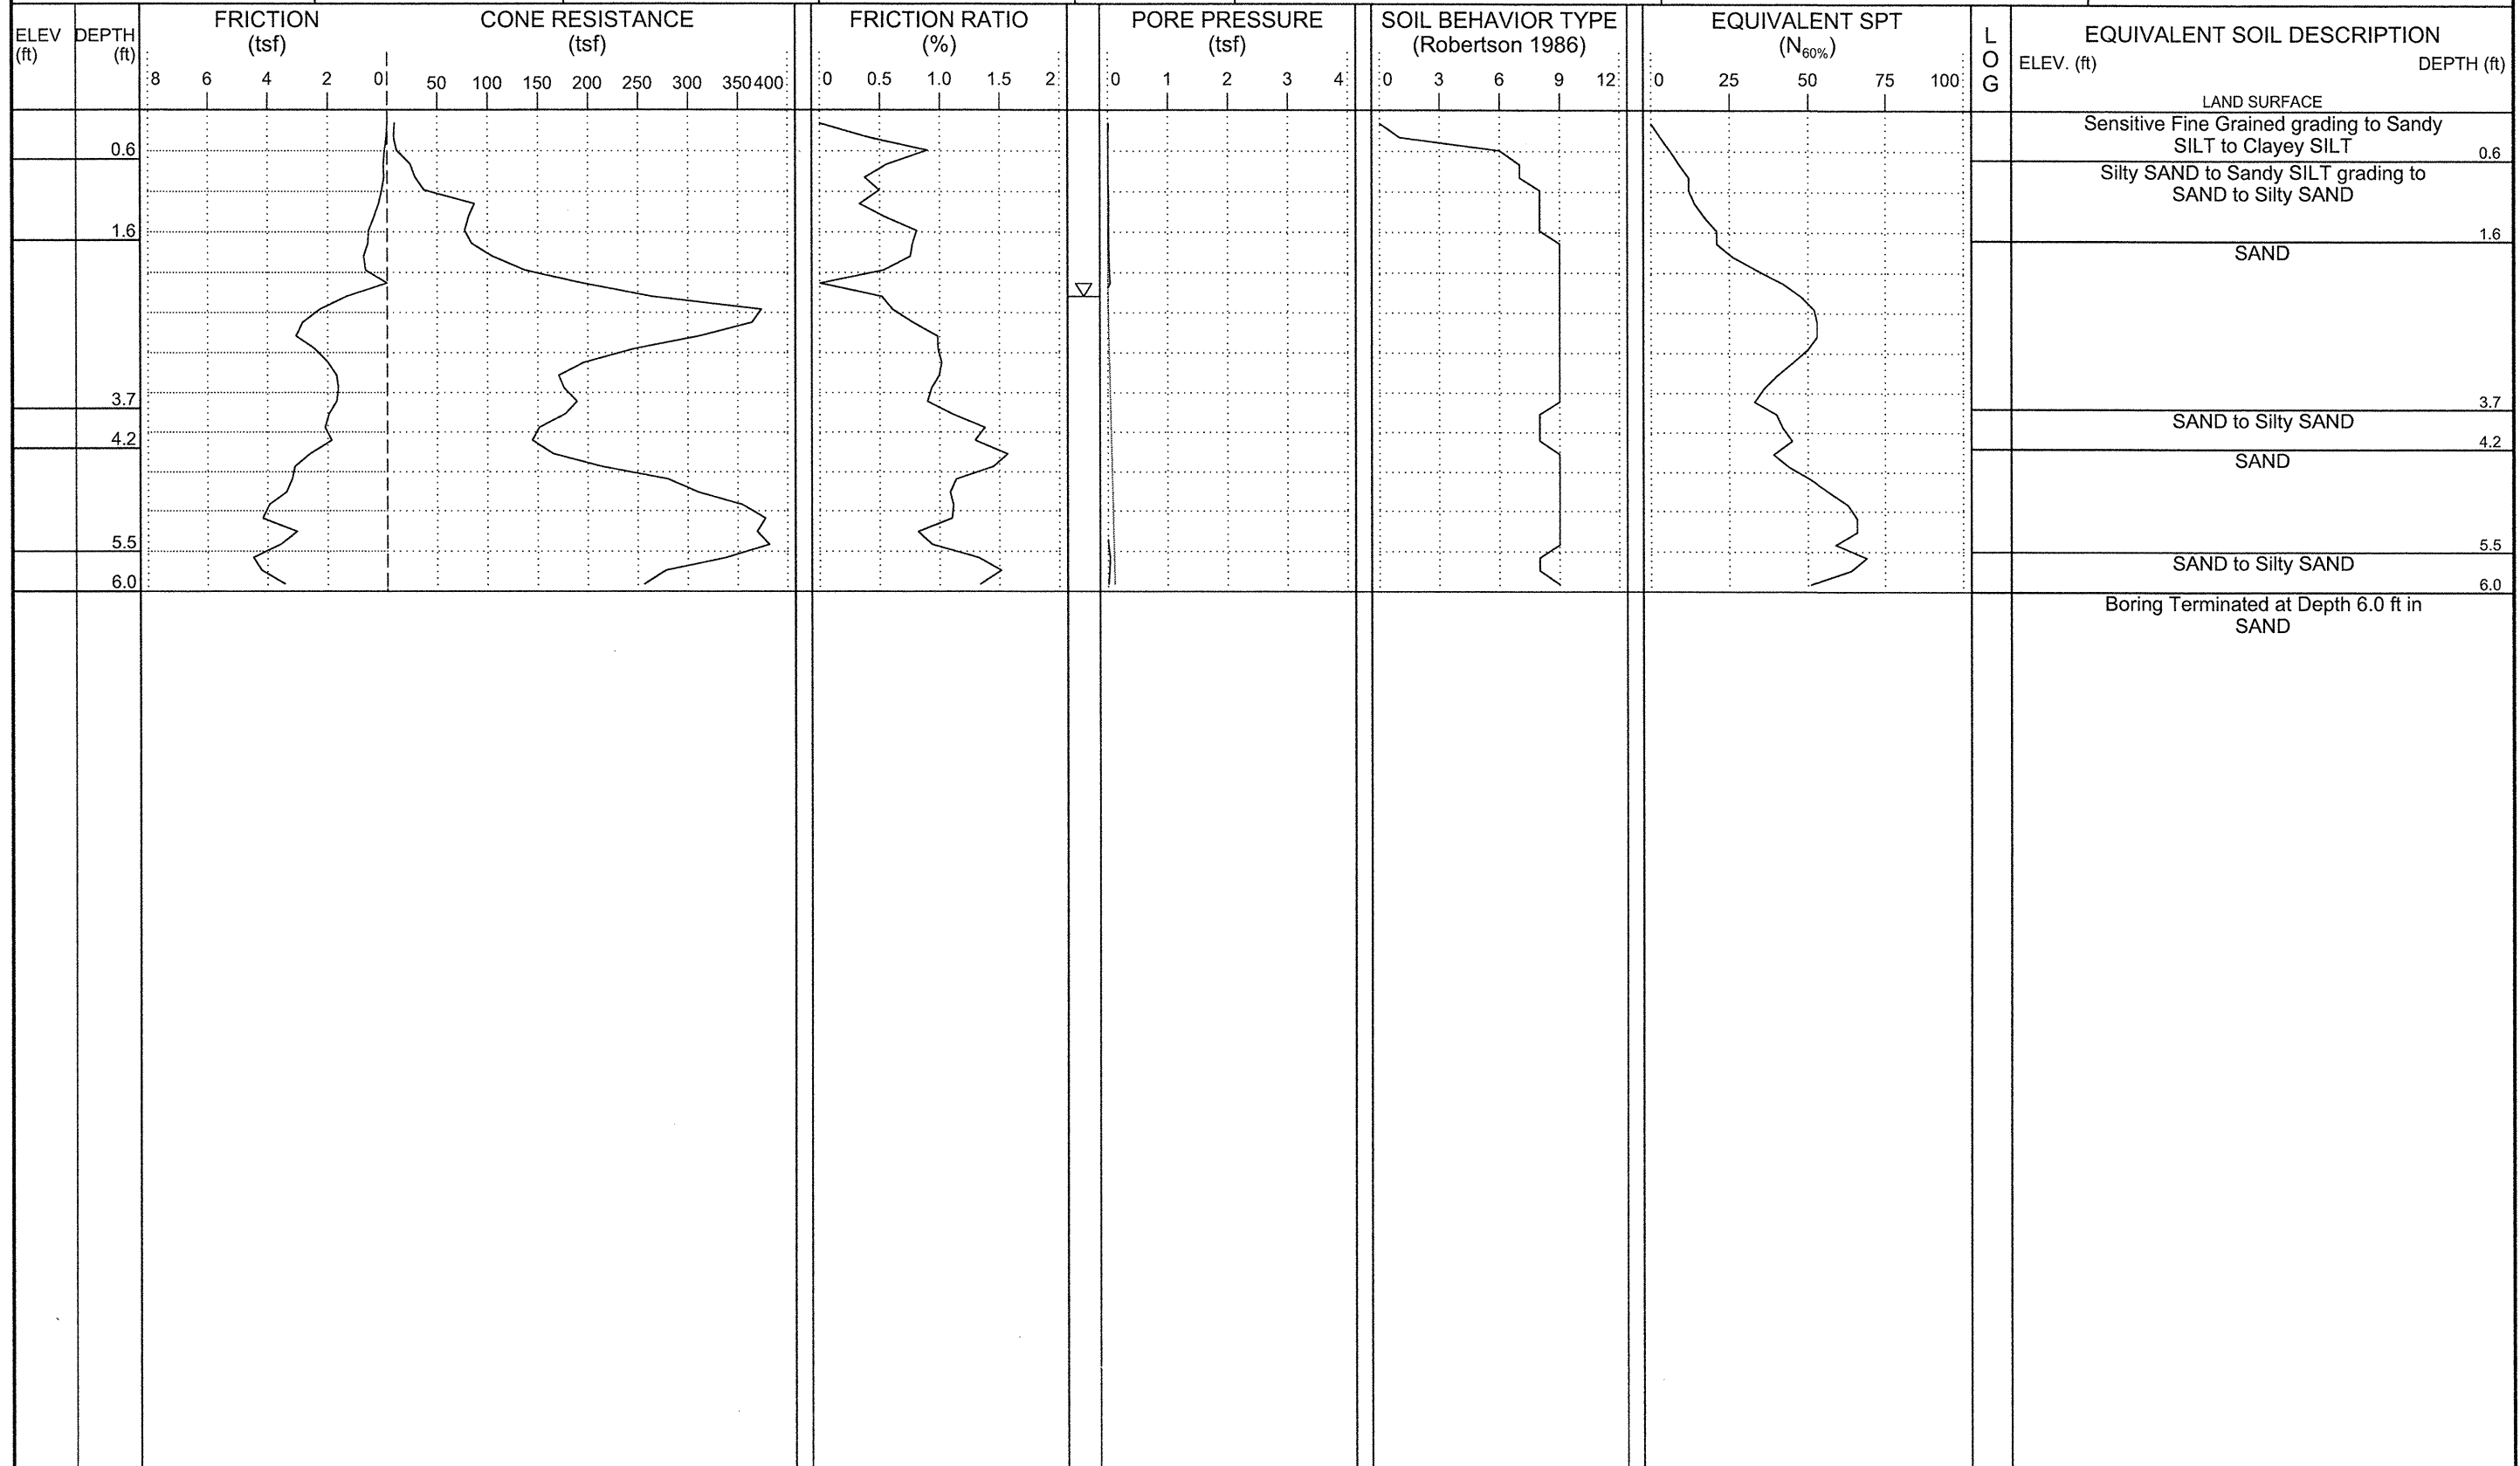 ELEV
(ft)
DEPTH
(ft)
FRICTION
(tsf)
8 6 4 2 0
CONE RESISTANCE
(tsf)
50 100 150 200 250 300 350 400
FRICTION RATIO
(%)
0 0.5 1.0 1.5 2
PORE PRESSURE
(tsf)
0 1 2 3 4
SOIL BEHAVIOR TYPE
(Robertson 1986)
0 3 6 9 12
EQUIVALENT SPT
(N60%)
0 25 50 75 100
L
O
G
EQUIVALENT SOIL DESCRIPTION
ELEV. (ft) DEPTH (ft)
LAND SURFACE
0.6
1.6
3.7
4.2
5.5
6.0
Sensitive Fine Grained grading to Sandy
SILT to Clayey SILT
0.6
Silty SAND to Sandy SILT grading to
SAND to Silty SAND
1.6
SAND
3.7
SAND to Silty SAND
4.2
SAND
5.5
SAND to Silty SAND
6.0
Boring Terminated at Depth 6.0 ft in
SAND